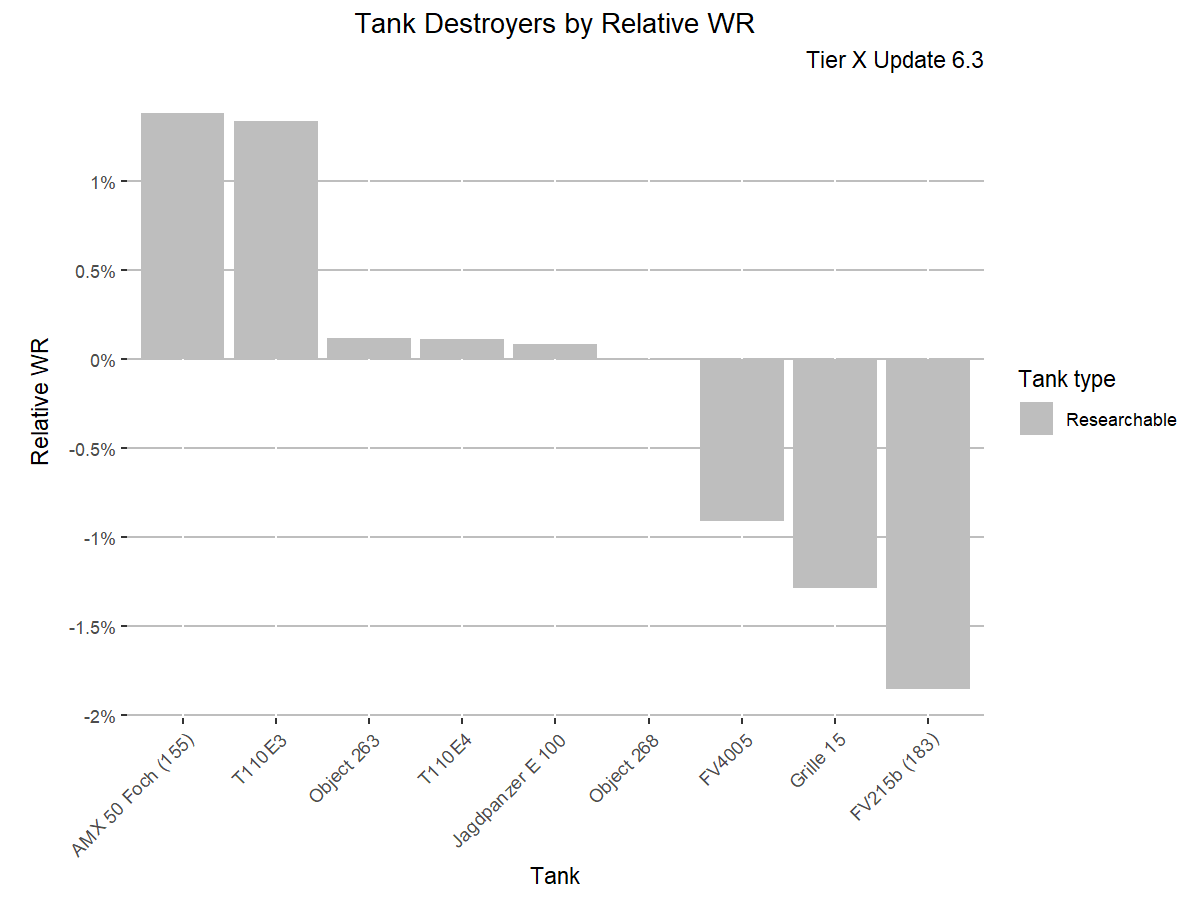 Tank Destroyers by Relative WR
Tier X Update 6.3
1%
0.5%
0%
-0.5%
-1%
-1.5%
-2%
Relative WR
AMX 50 Foch (155)
T110E3
Object 263
T110E4
Jagdpanzer E 100
Object 268
FV4005
Grille 15
FV215b (183)
Tank
Tank type
Researchable